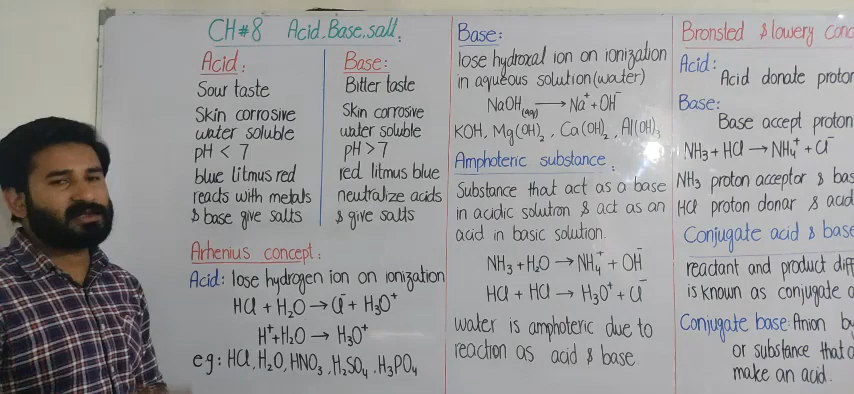 CH#8 Acid.Base.salt.
Acid:
Sour taste
Skin corrosive
water soluble
pH < 7
blue litmus red
reacts with metals
& base give salts
Base:
Bitter taste
Skin corrosive
water soluble
pH > 7
red litmus blue
neutralize acids
& give salts
Arhenius concept:
Acid: lose hydrogen ion on ionization
HCl + H₂O → Cl⁻ + H₃O⁺
H⁺+H₂O → H₃O⁺
eg: HCl, H₂O, HNO₃, H₂SO₄, H₃PO₄
Base:
lose hydroxal ion on ionization
in aqueous solution(water)
NaOH(aq) → Na⁺ + OH⁻
KOH, Mg(OH)₂, Ca(OH)₂, Al(OH)₃
Amphoteric substance:
Substance that act as a base
in acidic solution & act as an
acid in basic solution.
NH₃ + H₂O → NH₄⁺ + OH⁻
HCl + HCl → H₃O⁺ + Cl⁻
water is amphoteric due to
reaction as acid & base
Bronsted & lowery conc
Acid:
Acid donate proton
Base:
Base accept proton
NH₃ + HCl → NH₄⁺ + Cl⁻
NH₃ proton acceptor & bas
HCl proton donar & acid
Conjugate acid & base
reactant and product diff
is known as conjugate a
Conjugate base: Anion by
or substance that
make an acid.